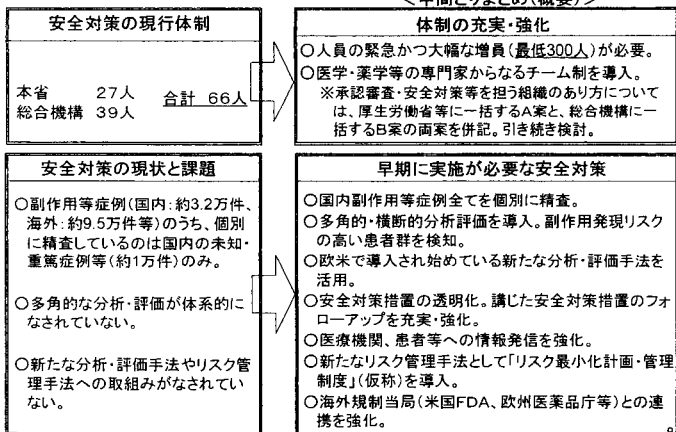 <中間とりまとめ(概要)>
安全対策の現行体制
本省 27人
総合機構 39人
合計 66人
体制の充実・強化
○人員の緊急かつ大幅な増員(最低300人)が必要。
○医学・薬学等の専門家からなるチーム制を導入。
※承認審査・安全対策等を担う組織のあり方について
は、厚生労働省等に一括するA案と、総合機構に一
括するB案の両案を併記。引き続き検討。
安全対策の現状と課題
○副作用等症例(国内:約3.2万件、
海外:約9.5万件等)のうち、個別
に精査しているのは国内の未知・
重篤症例等(約1万件)のみ。
○多角的な分析・評価が体系的に
なされていない。
○新たな分析・評価手法やリスク管
理手法への取組みがなされてい
ない。
早期に実施が必要な安全対策
○国内副作用等症例全てを個別に精査。
○多角的・横断的分析評価を導入。副作用発現リスク
の高い患者群を検知。
○欧米で導入され始めている新たな分析・評価手法を
活用。
○安全対策措置の透明化。講じた安全対策措置のフォ
ローアップを充実・強化。
○医療機関、患者等への情報発信を強化。
○新たなリスク管理手法として「リスク最小化計画・管理
制度」(仮称)を導入。
○海外規制当局(米国FDA、欧州医薬品庁等)との連
携を強化。